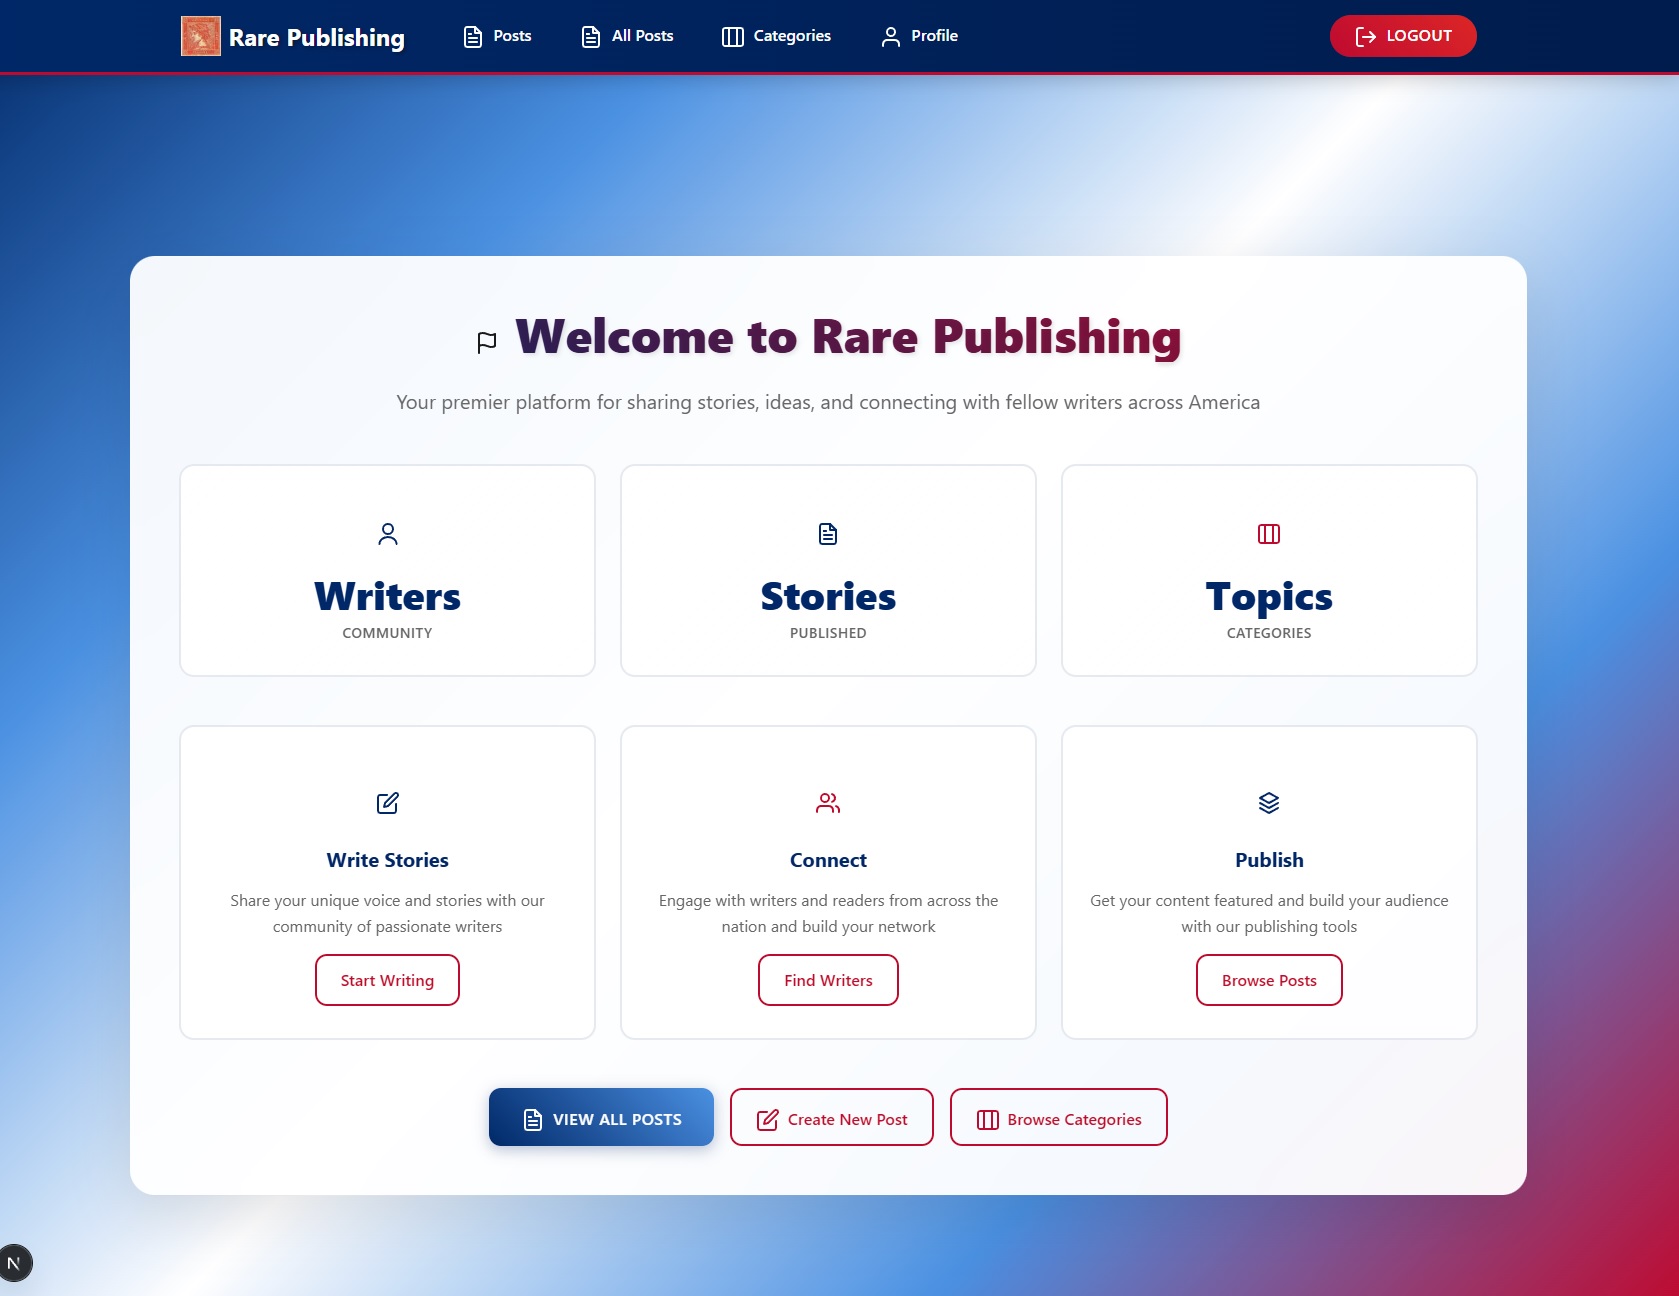 Rare Publishing
Posts
All Posts
Categories
Profile
LOGOUT
Welcome to Rare Publishing
Your premier platform for sharing stories, ideas, and connecting with fellow writers across America
Writers
COMMUNITY
Stories
PUBLISHED
Topics
CATEGORIES
Write Stories
Share your unique voice and stories with our
community of passionate writers
Start Writing
Connect
Engage with writers and readers from across the
nation and build your network
Find Writers
Publish
Get your content featured and build your audience
with our publishing tools
Browse Posts
VIEW ALL POSTS
Create New Post
Browse Categories
N